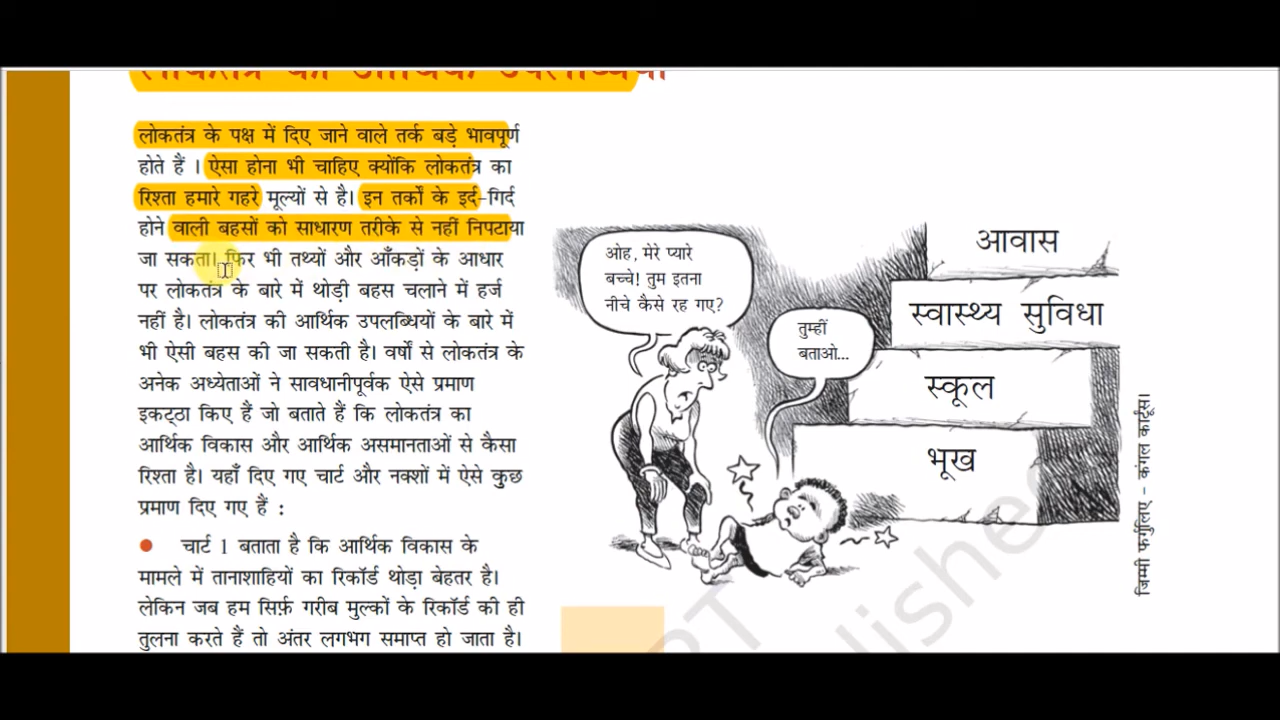 लोकतंत्र की आर्थिक उपलब्धियाँ
लोकतंत्र के पक्ष में दिए जाने वाले तर्क बड़े भावपूर्ण
होते हैं । ऐसा होना भी चाहिए क्योंकि लोकतंत्र का
रिश्ता हमारे गहरे मूल्यों से है। इन तर्कों के इर्द-गिर्द
होने वाली बहसों को साधारण तरीके से नहीं निपटाया
जा सकता। फिर भी तथ्यों और आँकड़ों के आधार
पर लोकतंत्र के बारे में थोड़ी बहस चलाने में हर्ज
नहीं है। लोकतंत्र की आर्थिक उपलब्धियों के बारे में
भी ऐसी बहस की जा सकती है। वर्षों से लोकतंत्र के
अनेक अध्येताओं ने सावधानीपूर्वक ऐसे प्रमाण
इकट्ठा किए हैं जो बताते हैं कि लोकतंत्र का
आर्थिक विकास और आर्थिक असमानताओं से कैसा
रिश्ता है। यहाँ दिए गए चार्ट और नक्शों में ऐसे कुछ
प्रमाण दिए गए हैं :
● चार्ट 1 बताता है कि आर्थिक विकास के
मामले में तानाशाहियों का रिकॉर्ड थोड़ा बेहतर है।
लेकिन जब हम सिर्फ़ गरीब मुल्कों के रिकॉर्ड की ही
तुलना करते हैं तो अंतर लगभग समाप्त हो जाता है।
ओह, मेरे प्यारे
बच्चे! तुम इतना
नीचे कैसे रह गए?
तुम्हीं
बताओ...
आवास
स्वास्थ्य सुविधा
स्कूल
भूख
जिम्मी फर्गुलिए – कंगल कार्टूंस।